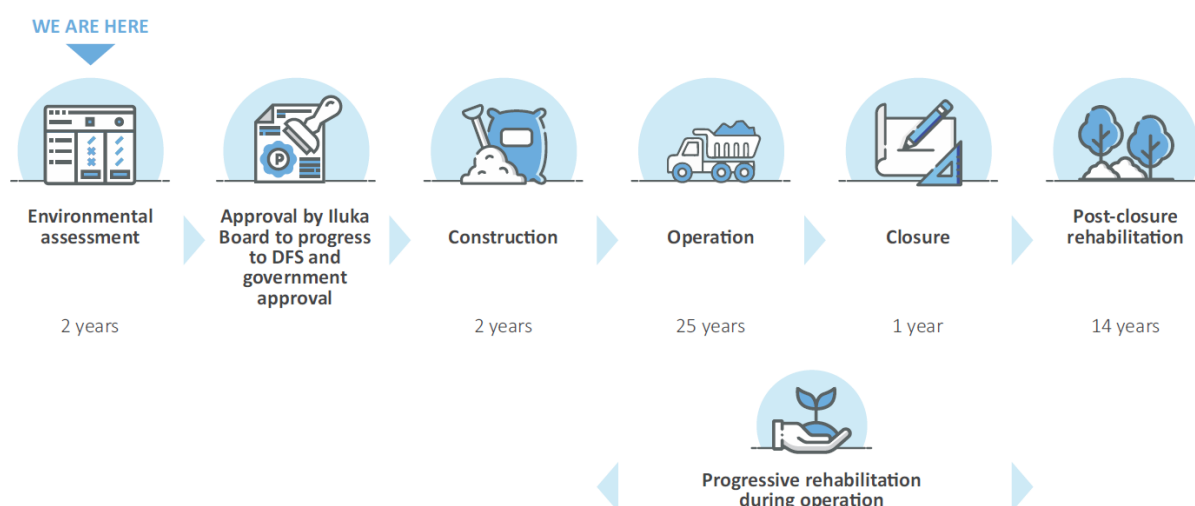 WE ARE HERE
P
Environmental
assessment
Approval by Iluka
Board to progress
to DFS and
government
approval
Construction
Operation
Closure
Post-closure
rehabilitation
2 years
2 years
25 years
1 year
14 years
Progressive rehabilitation
during operation